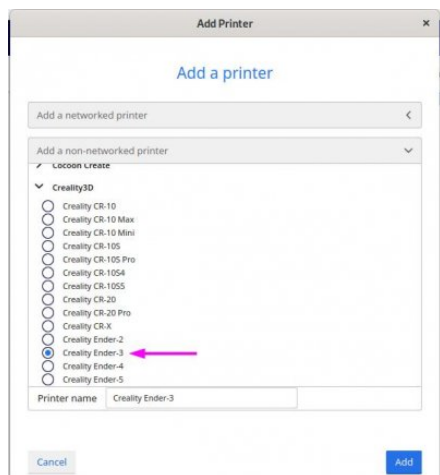 Add Printer
Add a printer
Add a networked printer
Add a non-networked printer
Cocoon Create
Creality3D
Creality CR-10
Creality CR-10 Max
Creality CR-10 Mini
Creality CR-10S
Creality CR-10S Pro
Creality CR-10S4
Creality CR-10S5
Creality CR-20
Creality CR-20 Pro
Creality CR-X
Creality Ender-2
Creality Ender-3
Creality Ender-4
Creality Ender-5
Printer name Creality Ender-3
Cancel Add